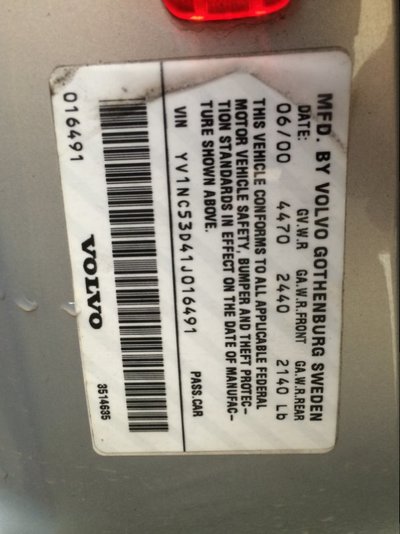 MFD. BY VOLVO GOTHENBURG SWEDEN
DATE: GV.W.R GA.W.R.FRONT GA.W.R.REAR
06/00 4470 2440 2140 Lb
THIS VEHICLE CONFORMS TO ALL APPLICABLE FEDERAL
MOTOR VEHICLE SAFETY, BUMPER AND THEFT PROTEC-
TION STANDARDS IN EFFECT ON THE DATE OF MANUFAC-
TURE SHOWN ABOVE.
VIN YV1NC53D41J016491 PASS.CAR
016491 VOLVO 3514635